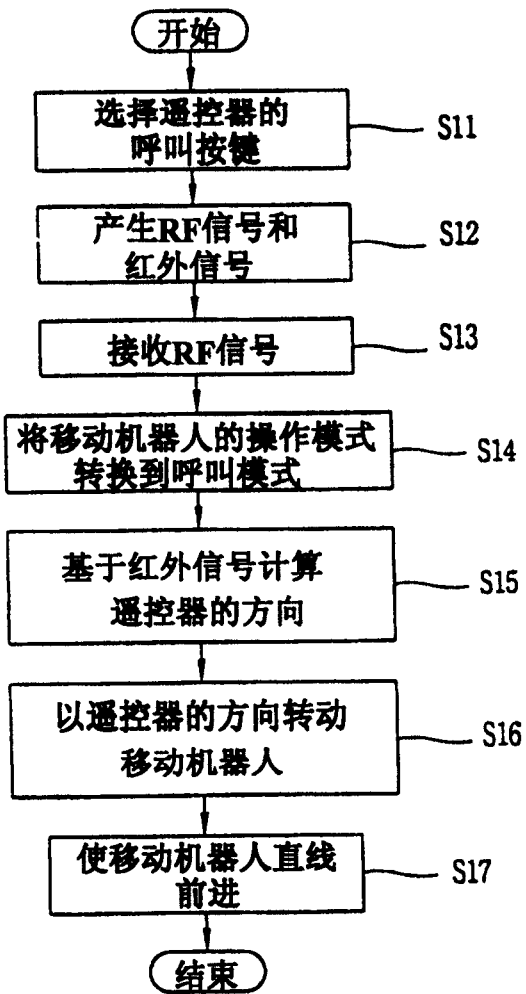 开始
选择遥控器的
呼叫按键
S11
产生RF信号和
红外信号
S12
接收RF信号
S13
将移动机器人的操作模式
转换到呼叫模式
S14
基于红外信号计算
遥控器的方向
S15
以遥控器的方向转动
移动机器人
S16
使移动机器人直线
前进
S17
结束